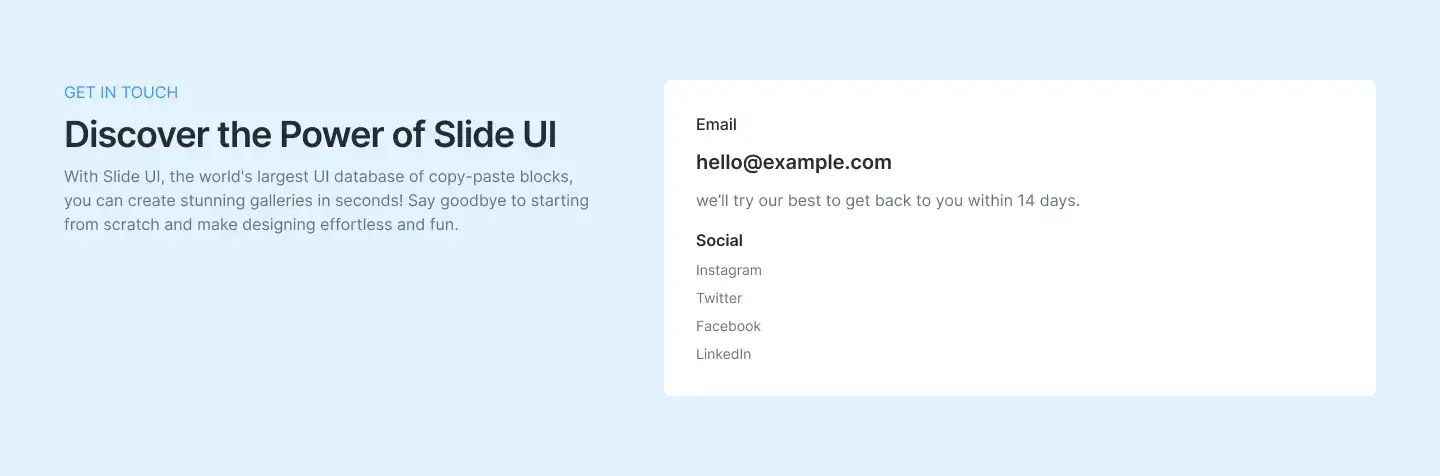 GET IN TOUCH
Discover the Power of Slide UI
With Slide UI, the world's largest UI database of copy-paste blocks,
you can create stunning galleries in seconds! Say goodbye to starting
from scratch and make designing effortless and fun.
Email
hello@example.com
we'll try our best to get back to you within 14 days.
Social
Instagram
Twitter
Facebook
LinkedIn